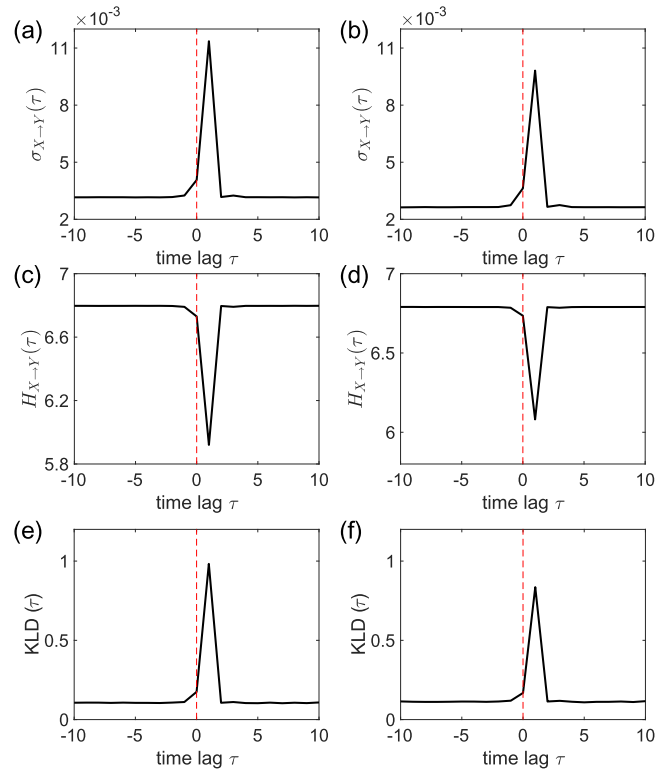 (a)
×10⁻³
11
8
5
2
σ_{X→Y}(τ)
-10 -5 0 5 10
time lag τ
(b)
×10⁻³
11
8
5
2
σ_{X→Y}(τ)
-10 -5 0 5 10
time lag τ
(c)
7
6.6
6.2
5.8
H_{X→Y}(τ)
-10 -5 0 5 10
time lag τ
(d)
7
6.5
6
H_{X→Y}(τ)
-10 -5 0 5 10
time lag τ
(e)
1
0.5
0
KLD (τ)
-10 -5 0 5 10
time lag τ
(f)
1
0.5
0
KLD (τ)
-10 -5 0 5 10
time lag τ